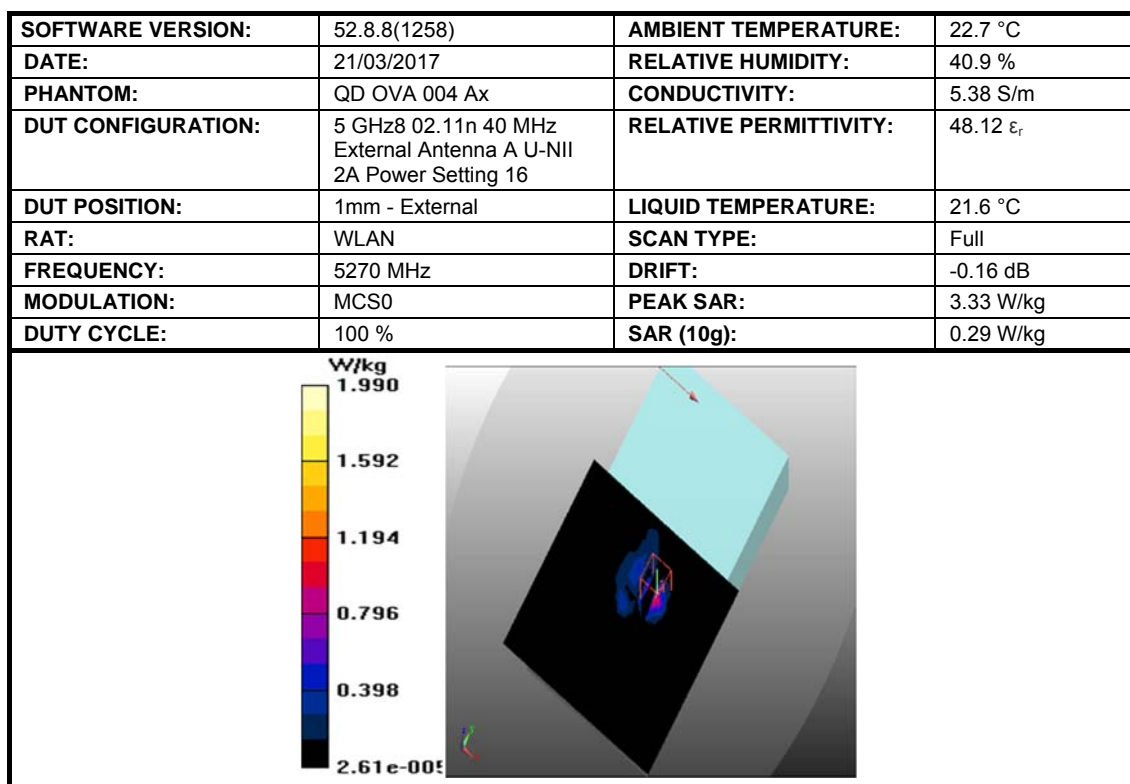 SOFTWARE VERSION: 52.8.8(1258) AMBIENT TEMPERATURE: 22.7 °C
DATE: 21/03/2017 RELATIVE HUMIDITY: 40.9 %
PHANTOM: QD OVA 004 Ax CONDUCTIVITY: 5.38 S/m
DUT CONFIGURATION: 5 GHz8 02.11n 40 MHz RELATIVE PERMITTIVITY: 48.12 εr
External Antenna A U-NII
2A Power Setting 16
DUT POSITION: 1mm - External LIQUID TEMPERATURE: 21.6 °C
RAT: WLAN SCAN TYPE: Full
FREQUENCY: 5270 MHz DRIFT: -0.16 dB
MODULATION: MCS0 PEAK SAR: 3.33 W/kg
DUTY CYCLE: 100 % SAR (10g): 0.29 W/kg
W/kg
1.990
1.592
1.194
0.796
0.398